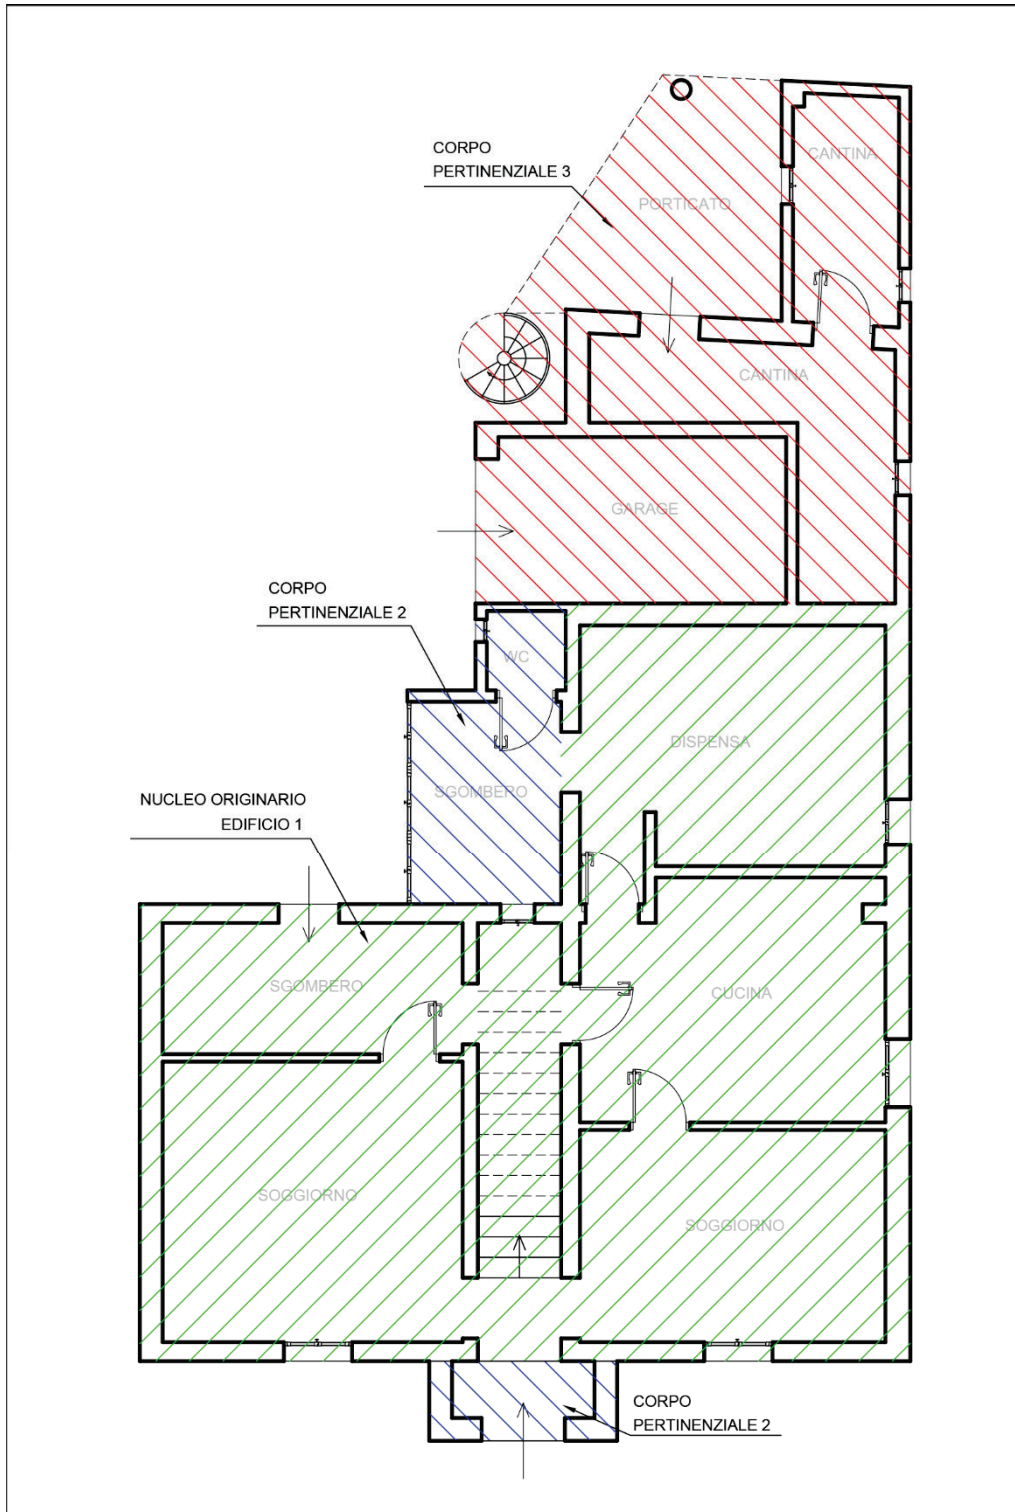 CORPO
PERTINENZIALE 3
CANTINA
PORTICATO
CANTINA
GARAGE
CORPO
PERTINENZIALE 2
WC
DISPENSA
SGOMBERO
NUCLEO ORIGINARIO
EDIFICIO 1
SGOMBERO
CUCINA
SOGGIORNO
SOGGIORNO
CORPO
PERTINENZIALE 2